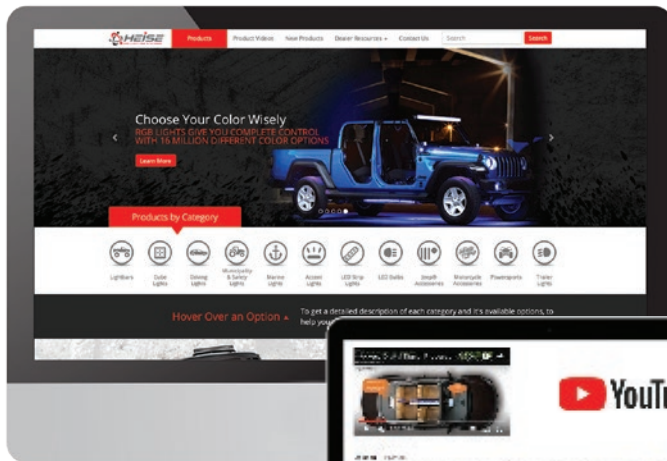 HEISE
Products Product Videos New Products Dealer Resources Contact Us Search Search
Choose Your Color Wisely
RGB LIGHTS GIVE YOU COMPLETE CONTROL
WITH 16 MILLION DIFFERENT COLOR OPTIONS
Learn More
Products by Category
Lightbars
Cube
Lights
Driving
Lights
Municipality
& Safety
Lights
Marine
Lights
Accent
Lights
LED Strip
Lights
LED Bulbs
Jeep®
Accessories
Motorcycle
Accessories
Powersports
Trailer
Lights
Hover Over an Option
To get a detailed description of each category and it's available options, to
help you
YouT